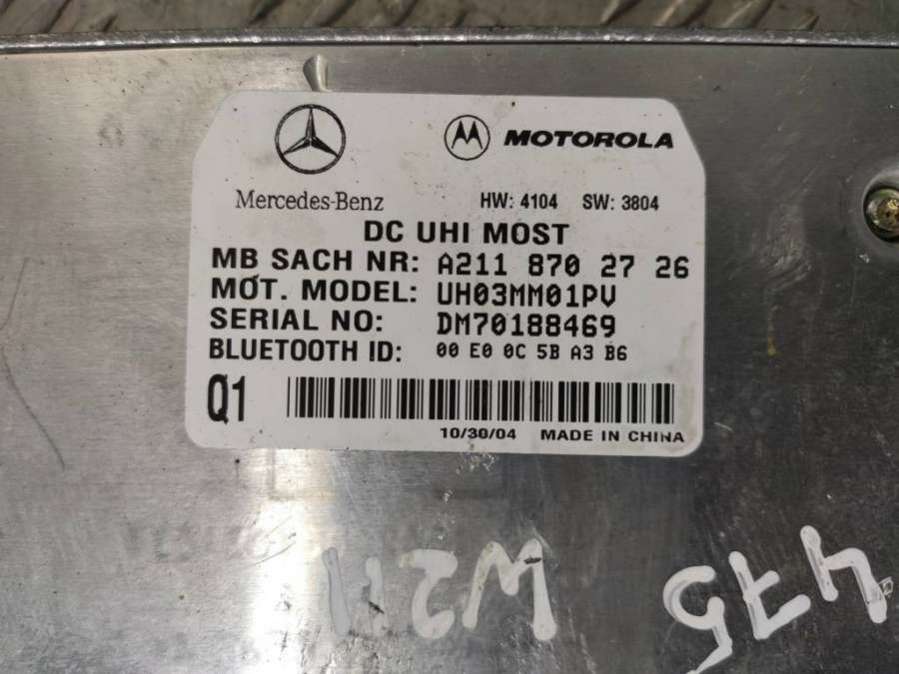 MOTOROLA
Mercedes-Benz
HW: 4104 SW: 3804
DC UHI MOST
MB SACH NR: A211 870 27 26
MOT. MODEL: UH03MM01PV
SERIAL NO: DM70188469
BLUETOOTH ID: 00 E0 0C 5B A3 B6
Q1
10/30/04 MADE IN CHINA
W211
475